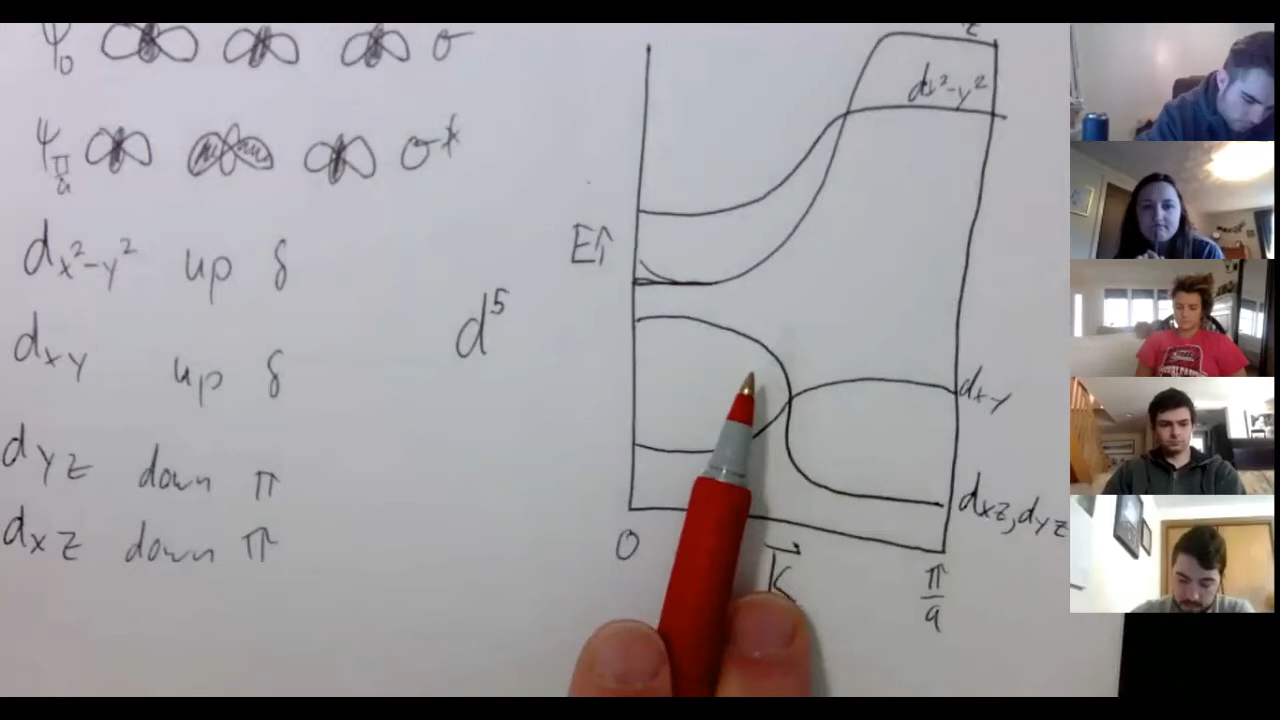 ψ₀ σ
ψπ/a σ*
dx²-y² up δ
dxy up δ
dyz down π
dxz down π
d⁵
E↑
z
dx²-y²
dxy
dxz, dyz
0
K
π/a